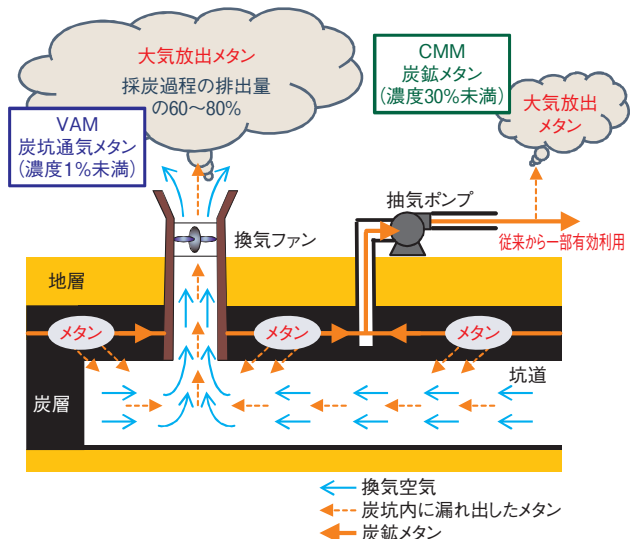 大気放出メタン
採炭過程の排出量
の60～80%
VAM
炭坑通気メタン
(濃度1%未満)
CMM
炭鉱メタン
(濃度30%未満)
大気放出
メタン
抽気ポンプ
換気ファン
従来から一部有効利用
地層
メタン
メタン
メタン
炭層
坑道
換気空気
炭坑内に漏れ出したメタン
炭鉱メタン